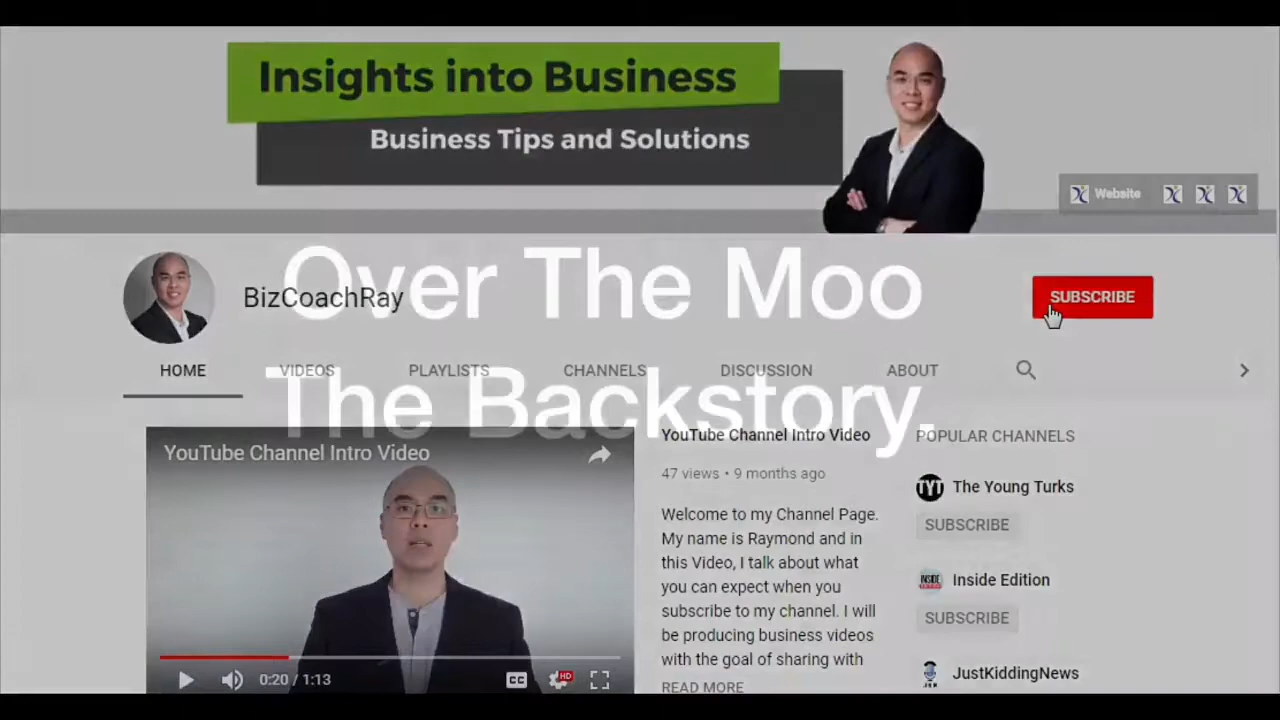 Insights into Business
Business Tips and Solutions
Website
Over The Moo
BizCoachRay
SUBSCRIBE
HOME
VIDEOS
PLAYLISTS
CHANNELS
DISCUSSION
ABOUT
The Backstory.
YouTube Channel Intro Video
0:20 / 1:13
CC
HD
YouTube Channel Intro Video
47 views • 9 months ago
Welcome to my Channel Page.
My name is Raymond and in
this Video, I talk about what
you can expect when you
subscribe to my channel. I will
be producing business videos
with the goal of sharing with
READ MORE
POPULAR CHANNELS
TYT
The Young Turks
SUBSCRIBE
INSIDE
Inside Edition
SUBSCRIBE
JustKiddingNews